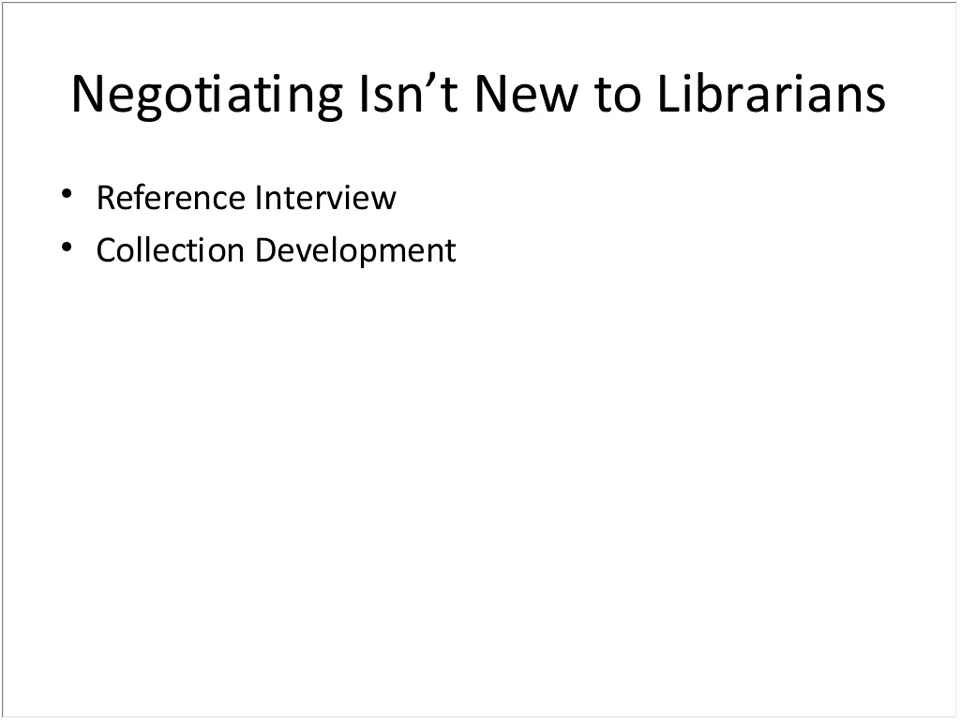 Negotiating Isn’t New to Librarians
• Reference Interview
• Collection Development